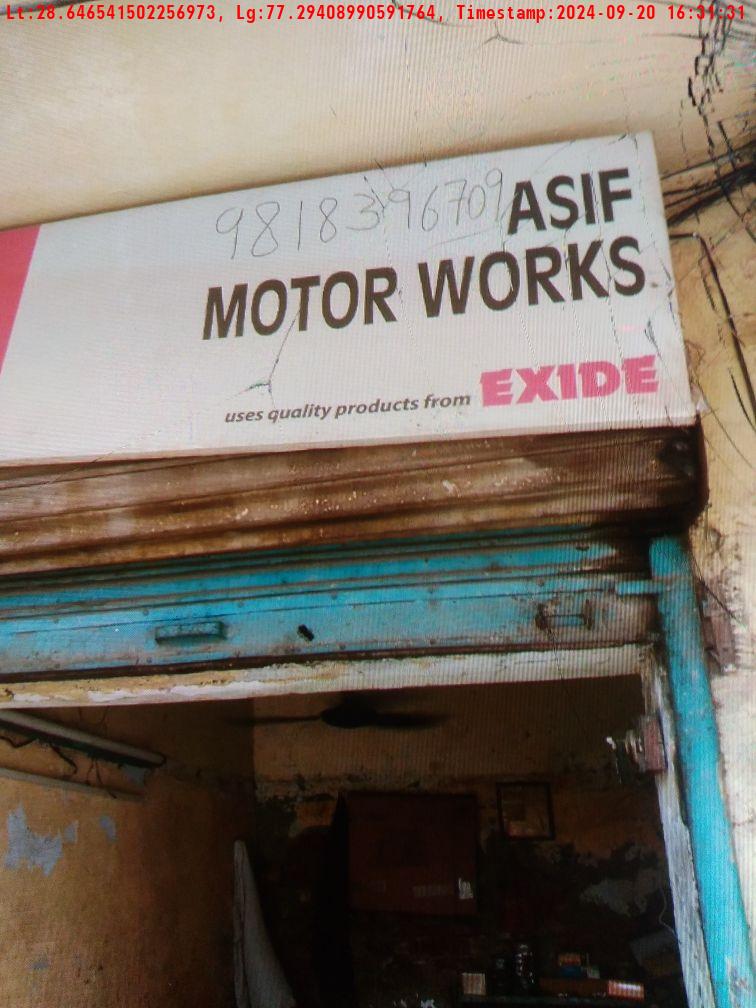 Lt:28.646541502256973, Lg:77.29408990591764, Timestamp:2024-09-20 16:31:31
9818396709
ASIF
MOTOR WORKS
uses quality products from EXIDE